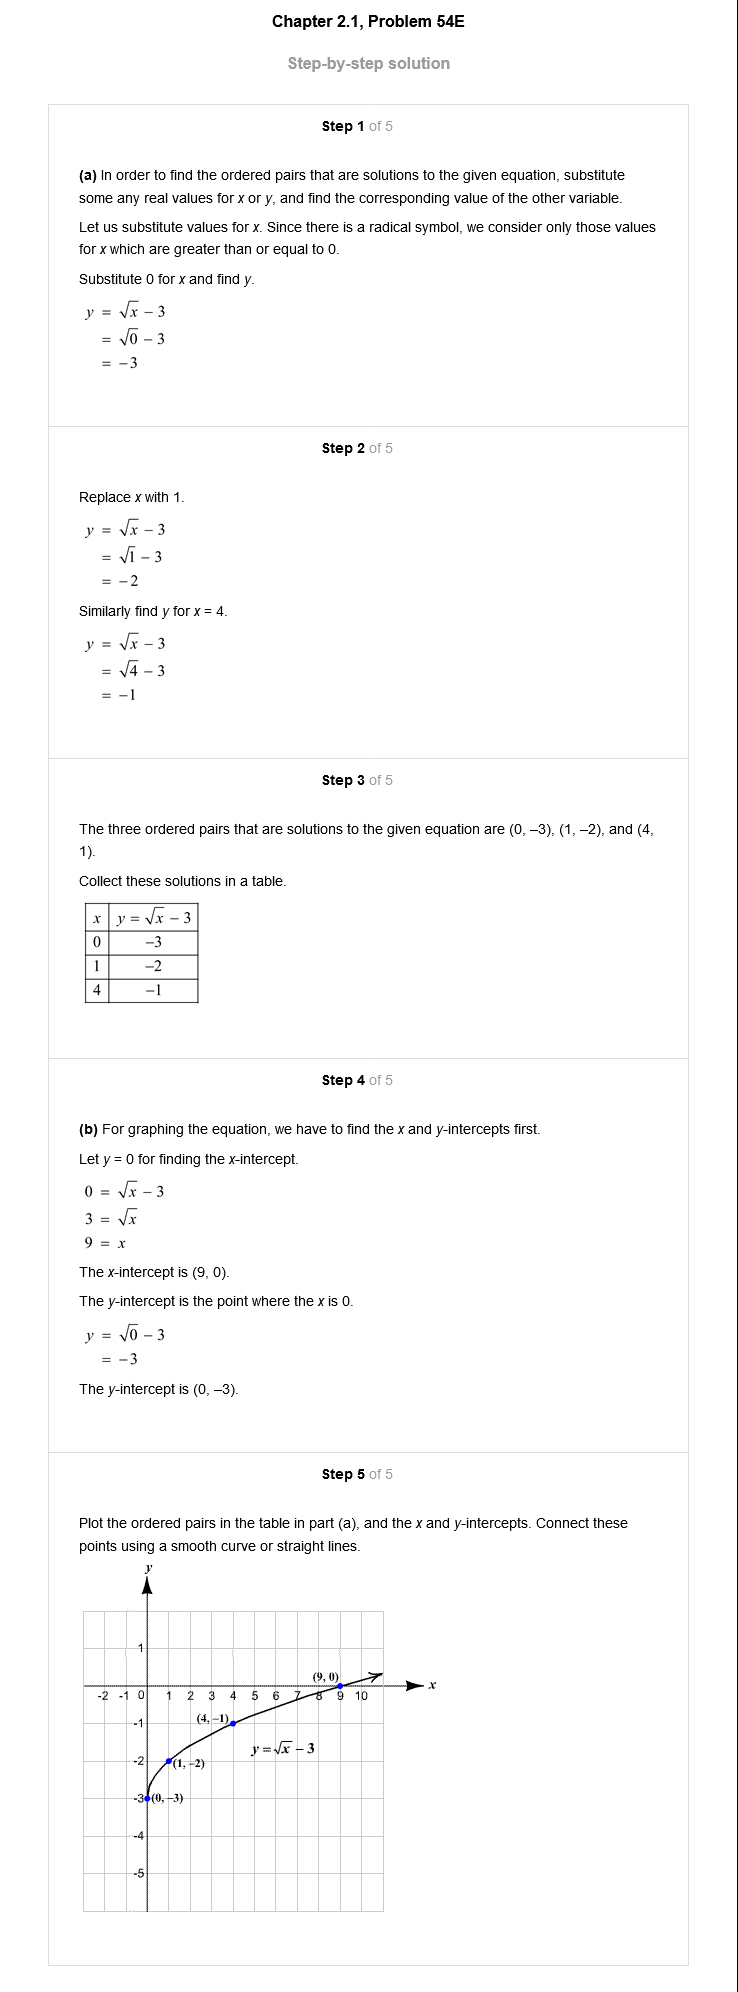 Chapter 2.1, Problem 54E
Step-by-step solution
Step 1 of 5
(a) In order to find the ordered pairs that are solutions to the given equation, substitute
some any real values for x or y, and find the corresponding value of the other variable.
Let us substitute values for x. Since there is a radical symbol, we consider only those values
for x which are greater than or equal to 0.
Substitute 0 for x and find y.
y = √x − 3
= √0 − 3
= −3
Step 2 of 5
Replace x with 1.
y = √x − 3
= √1 − 3
= −2
Similarly find y for x = 4.
y = √x − 3
= √4 − 3
= −1
Step 3 of 5
The three ordered pairs that are solutions to the given equation are (0, –3), (1, –2), and (4,
1).
Collect these solutions in a table.
x y = √x − 3
0 −3
1 −2
4 −1
Step 4 of 5
(b) For graphing the equation, we have to find the x and y-intercepts first.
Let y = 0 for finding the x-intercept.
0 = √x − 3
3 = √x
9 = x
The x-intercept is (9, 0).
The y-intercept is the point where the x is 0.
y = √0 − 3
= −3
The y-intercept is (0, –3).
Step 5 of 5
Plot the ordered pairs in the table in part (a), and the x and y-intercepts. Connect these
points using a smooth curve or straight lines.
y
1
(9, 0)
x
-2 -1 0 1 2 3 4 5 6 7 8 9 10
(4, −1)
-1
y = √x − 3
-2 (1, −2)
-3 (0, −3)
-4
-5